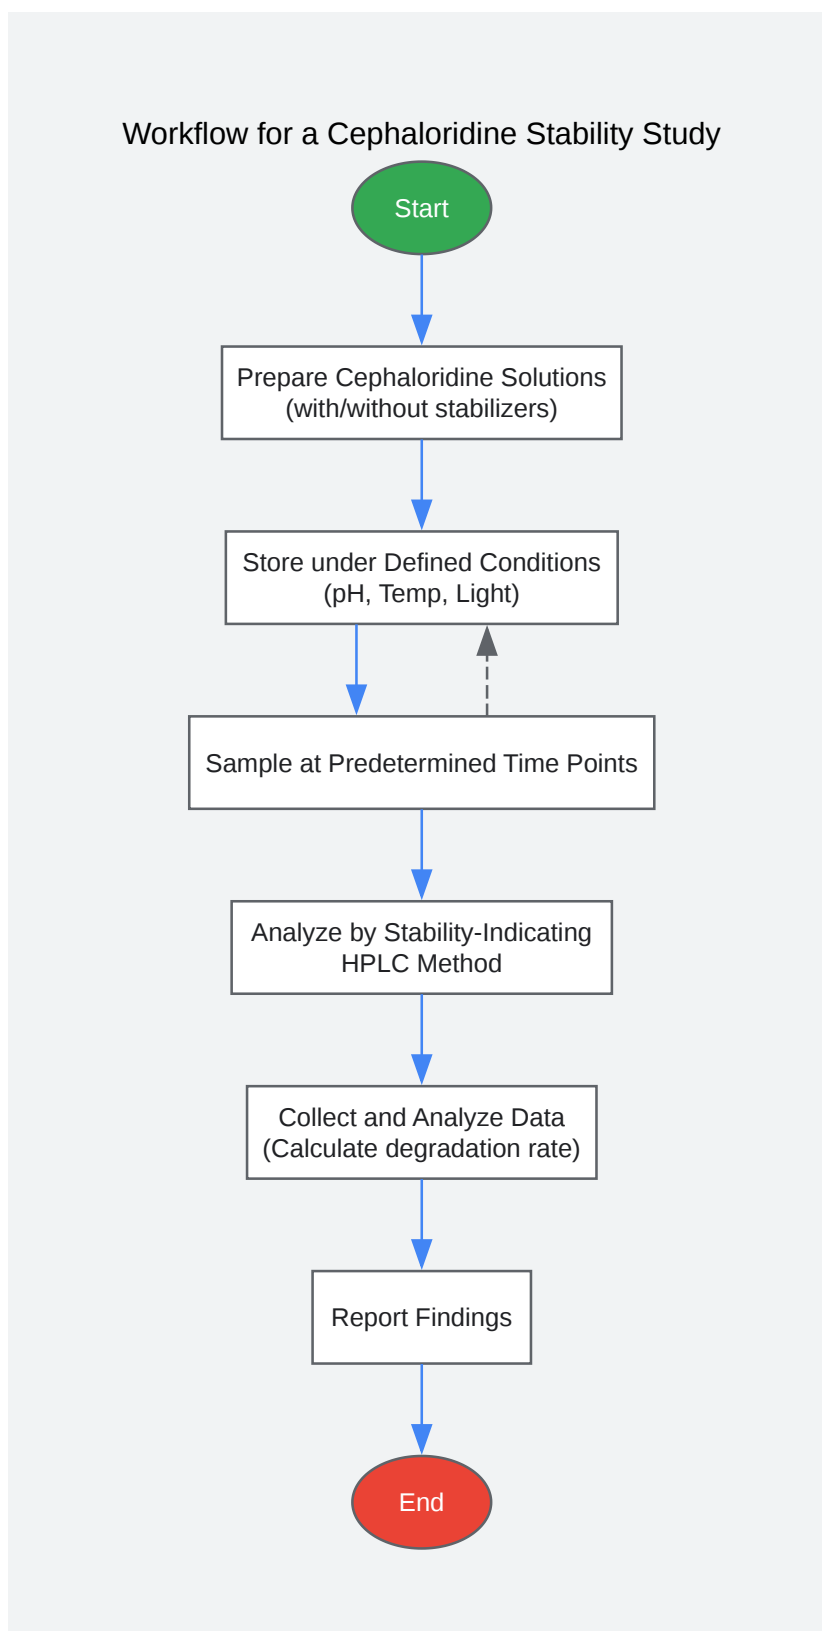 Workflow for a Cephaloridine Stability Study
Start
Prepare Cephaloridine Solutions
(with/without stabilizers)
Store under Defined Conditions
(pH, Temp, Light)
Sample at Predetermined Time Points
Analyze by Stability-Indicating
HPLC Method
Collect and Analyze Data
(Calculate degradation rate)
Report Findings
End